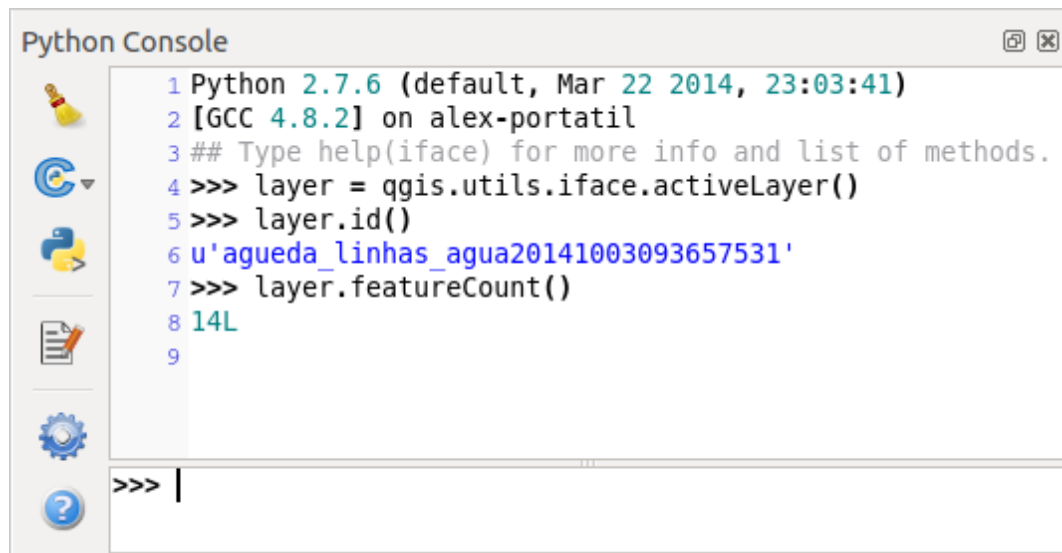 Python Console
1 Python 2.7.6 (default, Mar 22 2014, 23:03:41)
2 [GCC 4.8.2] on alex-portatil
3 ## Type help(iface) for more info and list of methods.
4 >>> layer = qgis.utils.iface.activeLayer()
5 >>> layer.id()
6 u'agueda_linhas_agua20141003093657531'
7 >>> layer.featureCount()
8 14L
9
>>>